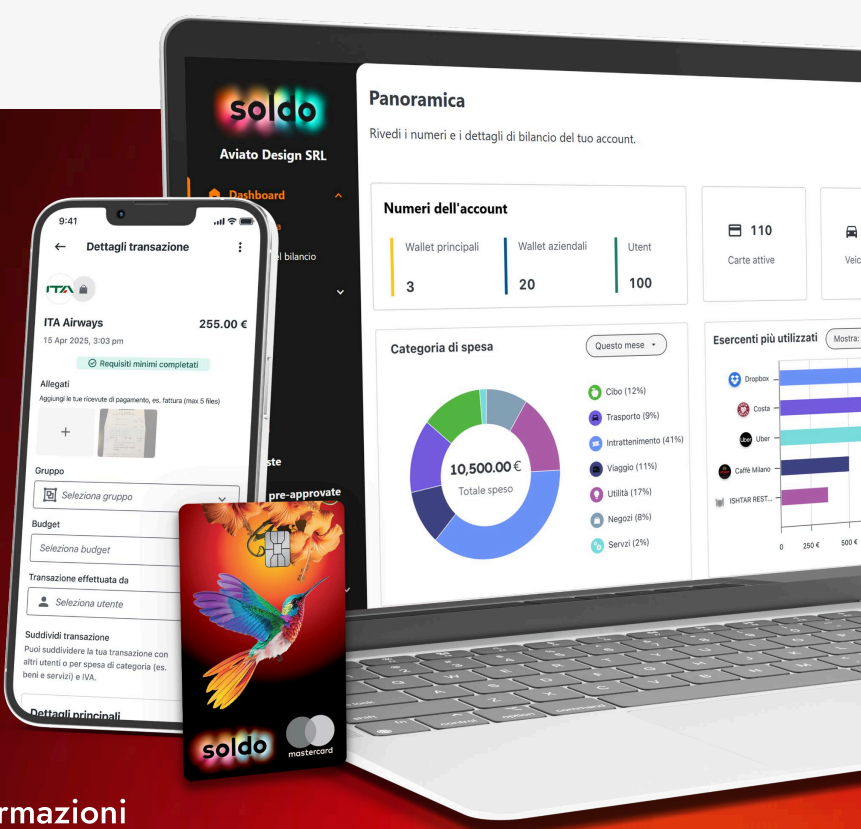 soldo
Aviato Design SRL
Dashboard
el bilancio
ste
pre-approvate
Panoramica
Rivedi i numeri e i dettagli di bilancio del tuo account.
Numeri dell'account
Wallet principali
3
Wallet aziendali
20
Utent
100
110
Carte attive
Veic
Categoria di spesa
Questo mese
10,500.00 €
Totale speso
Cibo (12%)
Trasporto (9%)
Intrattenimento (41%)
Viaggio (11%)
Utilità (17%)
Negozi (8%)
Servzi (2%)
Esercenti più utilizzati
Mostra:
Dropbox
Costa
Uber
Caffè Milano
ISHTAR REST...
0 250 € 500 €
9:41
Dettagli transazione
ITA
ITA Airways 255.00 €
15 Apr 2025, 3:03 pm
Requisiti minimi completati
Allegati
Aggiungi le tue ricevute di pagamento, es. fattura (max 5 files)
Gruppo
Seleziona gruppo
Budget
Seleziona budget
Transazione effettuata da
Seleziona utente
Suddividi transazione
Puoi suddividere la tua transazione con
altri utenti o per spesa di categoria (es.
beni e servizi) e IVA.
Dettagli principali
soldo
mastercard
fn control option command
rmazioni